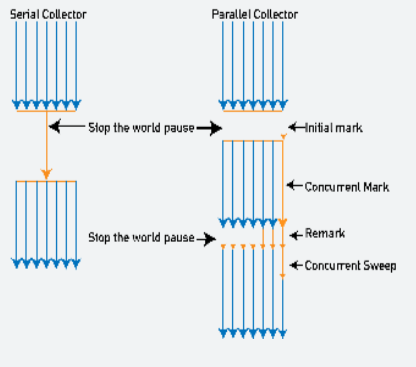 Serial Collector
Parallel Collector
Stop the world pause
Initial mark
Concurrent Mark
Stop the world pause
Remark
Concurrent Sweep